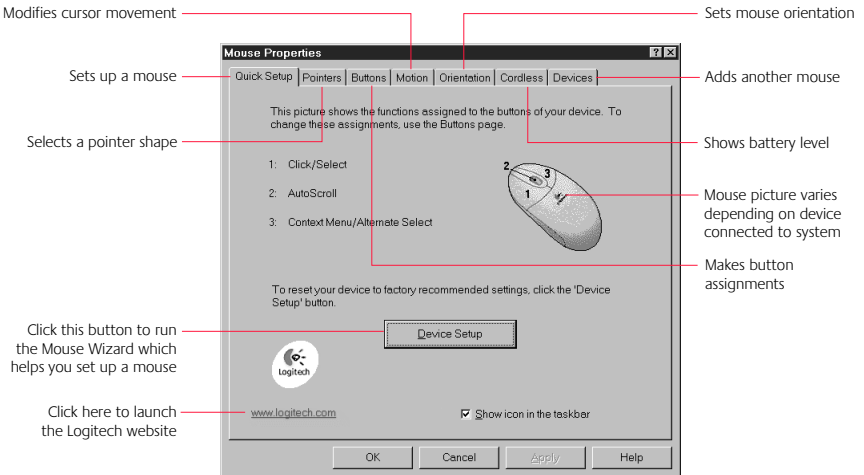 Modifies cursor movement
Sets mouse orientation
Mouse Properties
Sets up a mouse
Quick Setup Pointers Buttons Motion Orientation Cordless Devices
Adds another mouse
This picture shows the functions assigned to the buttons of your device. To
change these assignments, use the Buttons page.
Selects a pointer shape
Shows battery level
1: Click/Select
2: AutoScroll
3: Context Menu/Alternate Select
2
3
1
Mouse picture varies
depending on device
connected to system
Makes button
assignments
To reset your device to factory recommended settings, click the 'Device
Setup' button.
Click this button to run
the Mouse Wizard which
helps you set up a mouse
Device Setup
Logitech
Click here to launch
the Logitech website
www.logitech.com
Show icon in the taskbar
OK Cancel Apply Help